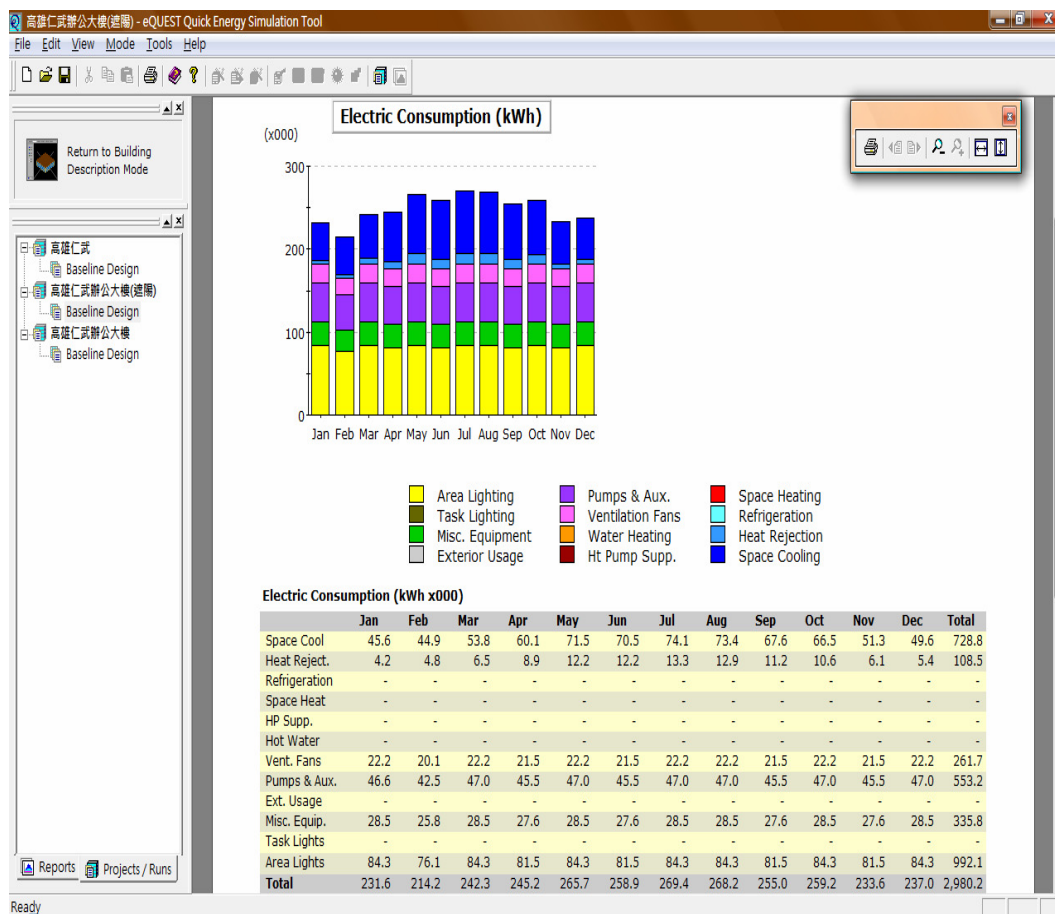 高雄仁武辦公大樓(遮陽) - eQUEST Quick Energy Simulation Tool
File Edit View Mode Tools Help
Return to Building
Description Mode
高雄仁武
Baseline Design
高雄仁武辦公大樓(遮陽)
Baseline Design
高雄仁武辦公大樓
Baseline Design
Reports Projects / Runs
Electric Consumption (kWh)
(x000)
300
200
100
0
Jan Feb Mar Apr May Jun Jul Aug Sep Oct Nov Dec
Area Lighting Pumps & Aux. Space Heating
Task Lighting Ventilation Fans Refrigeration
Misc. Equipment Water Heating Heat Rejection
Exterior Usage Ht Pump Supp. Space Cooling
Electric Consumption (kWh x000)
Jan Feb Mar Apr May Jun Jul Aug Sep Oct Nov Dec Total
Space Cool 45.6 44.9 53.8 60.1 71.5 70.5 74.1 73.4 67.6 66.5 51.3 49.6 728.8
Heat Reject. 4.2 4.8 6.5 8.9 12.2 12.2 13.3 12.9 11.2 10.6 6.1 5.4 108.5
Refrigeration - - - - - - - - - - - - -
Space Heat - - - - - - - - - - - - -
HP Supp. - - - - - - - - - - - - -
Hot Water - - - - - - - - - - - - -
Vent. Fans 22.2 20.1 22.2 21.5 22.2 21.5 22.2 22.2 21.5 22.2 21.5 22.2 261.7
Pumps & Aux. 46.6 42.5 47.0 45.5 47.0 45.5 47.0 47.0 45.5 47.0 45.5 47.0 553.2
Ext. Usage - - - - - - - - - - - - -
Misc. Equip. 28.5 25.8 28.5 27.6 28.5 27.6 28.5 28.5 27.6 28.5 27.6 28.5 335.8
Task Lights - - - - - - - - - - - - -
Area Lights 84.3 76.1 84.3 81.5 84.3 81.5 84.3 84.3 81.5 84.3 81.5 84.3 992.1
Total 231.6 214.2 242.3 245.2 265.7 258.9 269.4 268.2 255.0 259.2 233.6 237.0 2,980.2
Ready